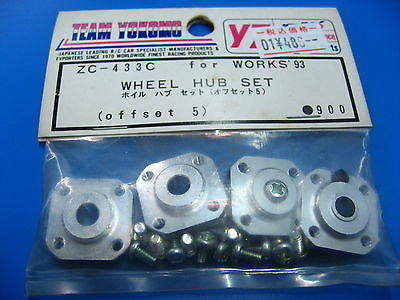 TEAM YOKOMO
JAPANESE LEADING R/C CAR SPECIALIST-MANUFACTURERS &
EXPORTERS SINCE 1970 WORLDWIDE FINEST RACING PRODUCTS
税込価格
ZC-433C for WORKS'93
WHEEL HUB SET
ホイル ハブ セット(オフセット5)
(offset 5)
900